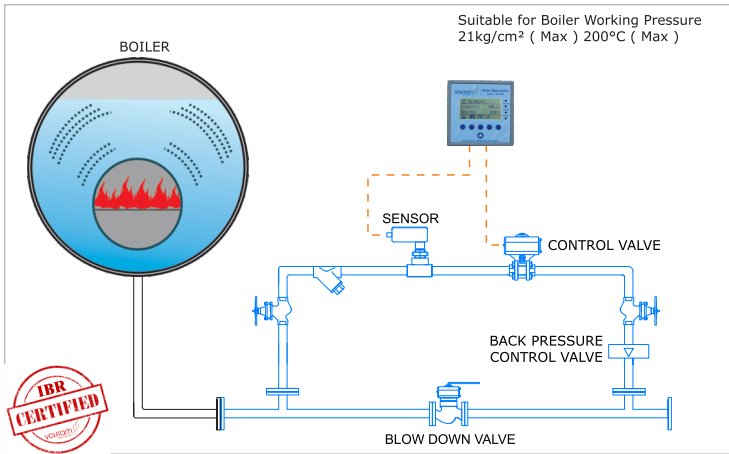 Suitable for Boiler Working Pressure
21kg/cm² ( Max ) 200°C ( Max )
BOILER
SENSOR
CONTROL VALVE
BACK PRESSURE
CONTROL VALVE
IBR
CERTIFIED
BLOW DOWN VALVE